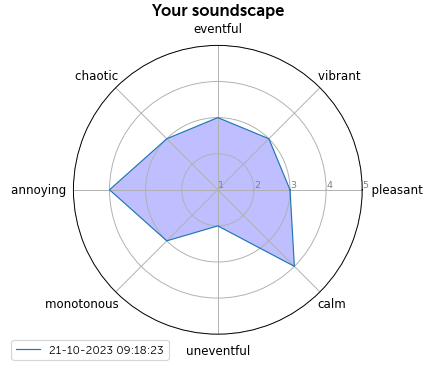 Your soundscape
eventful
chaotic
vibrant
annoying
1 2 3 4 5
pleasant
monotonous
calm
21-10-2023 09:18:23
uneventful